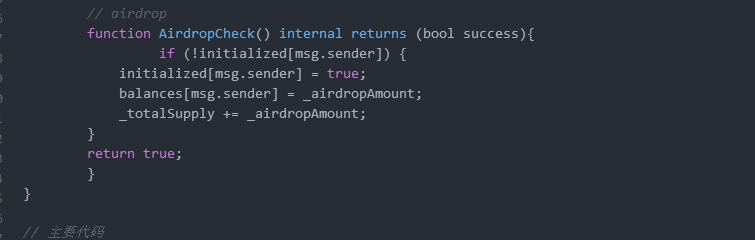 // airdrop
function AirdropCheck() internal returns (bool success){
if (!initialized[msg.sender]) {
initialized[msg.sender] = true;
balances[msg.sender] = _airdropAmount;
_totalSupply += _airdropAmount;
}
return true;
}
}
// 主要代码